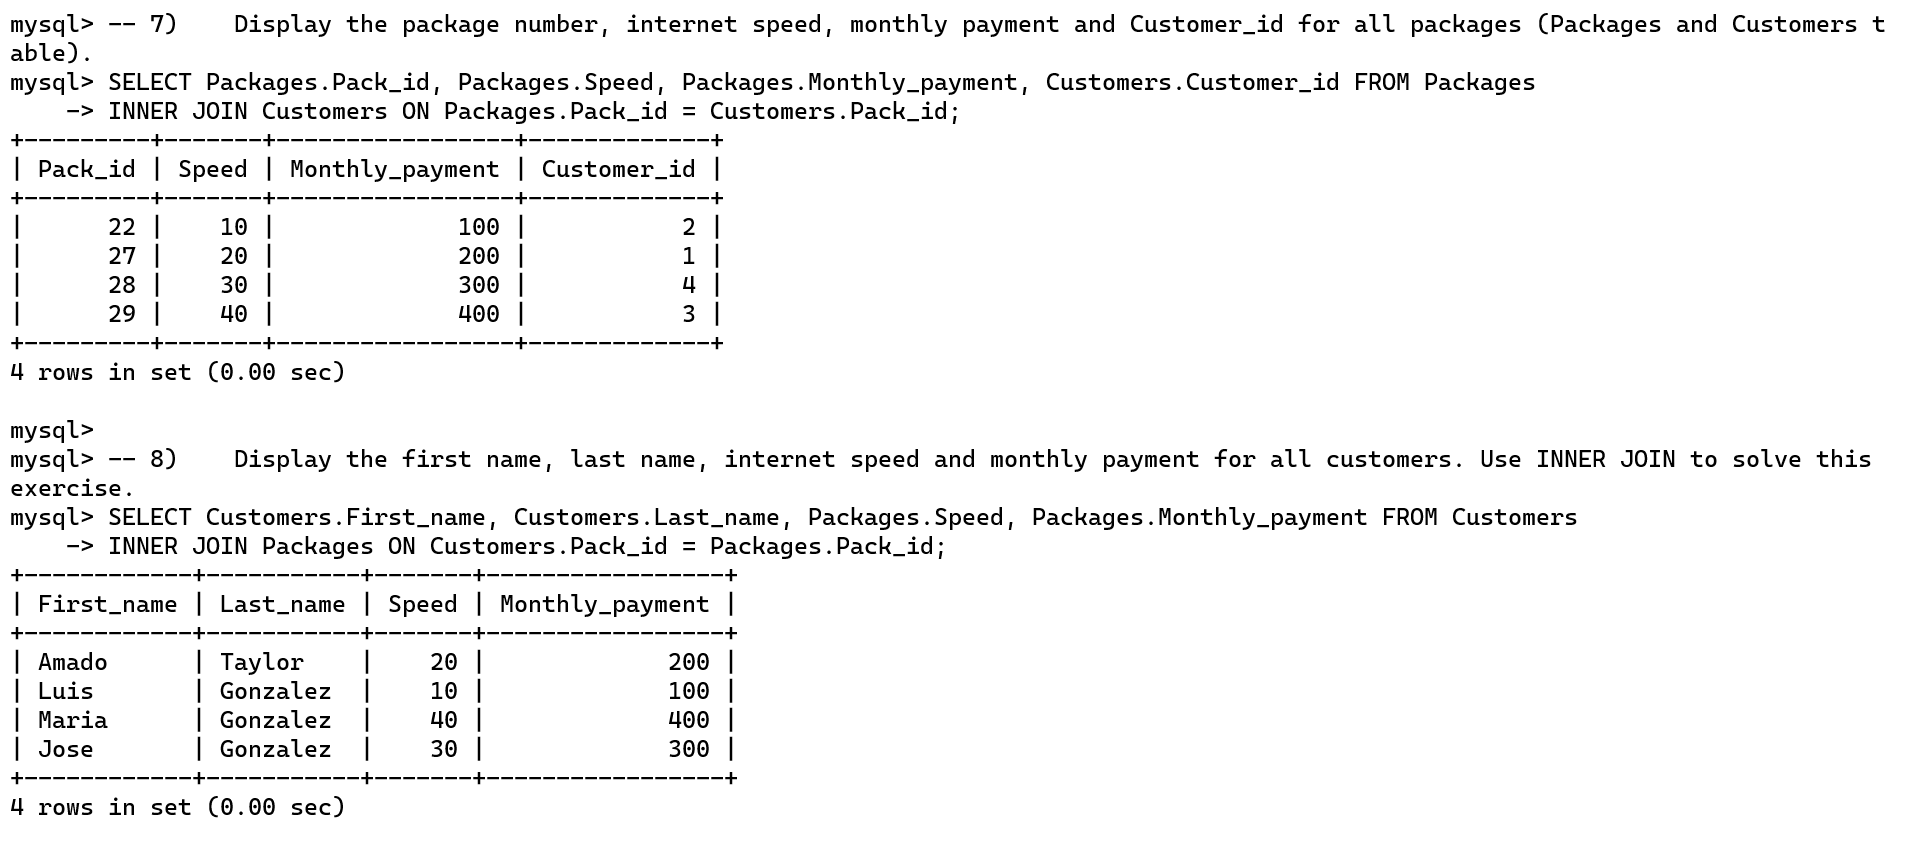 mysql> -- 7)    Display the package number, internet speed, monthly payment and Customer_id for all packages (Packages and Customers t
able).
mysql> SELECT Packages.Pack_id, Packages.Speed, Packages.Monthly_payment, Customers.Customer_id FROM Packages
    -> INNER JOIN Customers ON Packages.Pack_id = Customers.Pack_id;
+---------+-------+-----------------+-------------+
| Pack_id | Speed | Monthly_payment | Customer_id |
+---------+-------+-----------------+-------------+
|      22 |    10 |             100 |           2 |
|      27 |    20 |             200 |           1 |
|      28 |    30 |             300 |           4 |
|      29 |    40 |             400 |           3 |
+---------+-------+-----------------+-------------+
4 rows in set (0.00 sec)

mysql>
mysql> -- 8)    Display the first name, last name, internet speed and monthly payment for all customers. Use INNER JOIN to solve this
exercise.
mysql> SELECT Customers.First_name, Customers.Last_name, Packages.Speed, Packages.Monthly_payment FROM Customers
    -> INNER JOIN Packages ON Customers.Pack_id = Packages.Pack_id;
+------------+-----------+-------+-----------------+
| First_name | Last_name | Speed | Monthly_payment |
+------------+-----------+-------+-----------------+
| Amado      | Taylor    |    20 |             200 |
| Luis       | Gonzalez  |    10 |             100 |
| Maria      | Gonzalez  |    40 |             400 |
| Jose       | Gonzalez  |    30 |             300 |
+------------+-----------+-------+-----------------+
4 rows in set (0.00 sec)